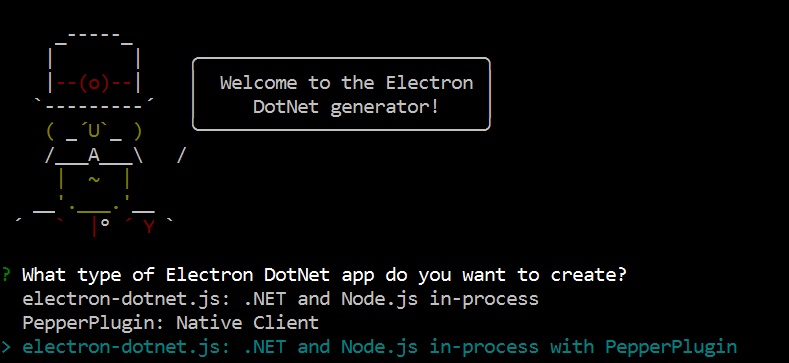 Welcome to the Electron
DotNet generator!
? What type of Electron DotNet app do you want to create?
electron-dotnet.js: .NET and Node.js in-process
PepperPlugin: Native Client
> electron-dotnet.js: .NET and Node.js in-process with PepperPlugin